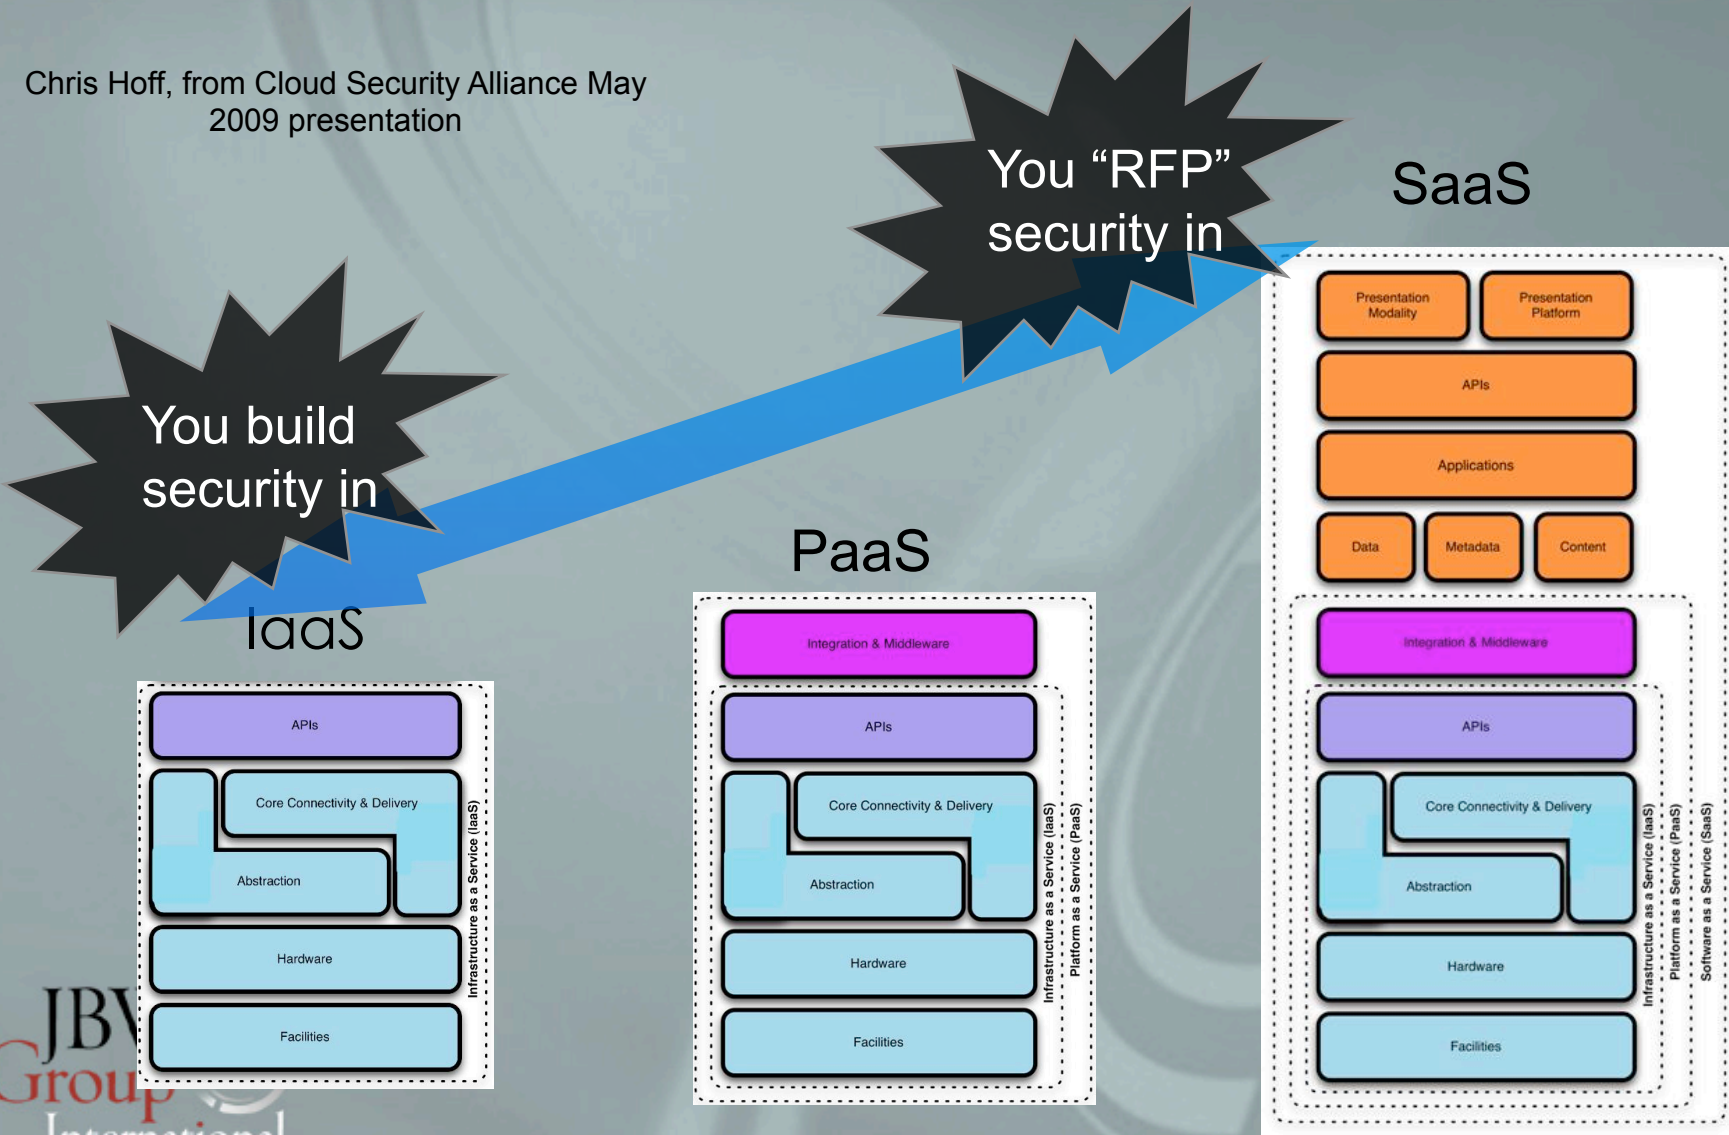 Chris Hoff, from Cloud Security Alliance May
2009 presentation
You “RFP”
security in
SaaS
You build
security in
PaaS
IaaS
APIs
Core Connectivity & Delivery
Abstraction
Hardware
Facilities
Infrastructure as a Service (IaaS)
Integration & Middleware
APIs
Core Connectivity & Delivery
Abstraction
Hardware
Facilities
Infrastructure as a Service (IaaS)
Platform as a Service (PaaS)
Presentation
Modality
Presentation
Platform
APIs
Applications
Data
Metadata
Content
Integration & Middleware
APIs
Core Connectivity & Delivery
Abstraction
Hardware
Facilities
Infrastructure as a Service (IaaS)
Platform as a Service (PaaS)
Software as a Service (SaaS)
Group
International